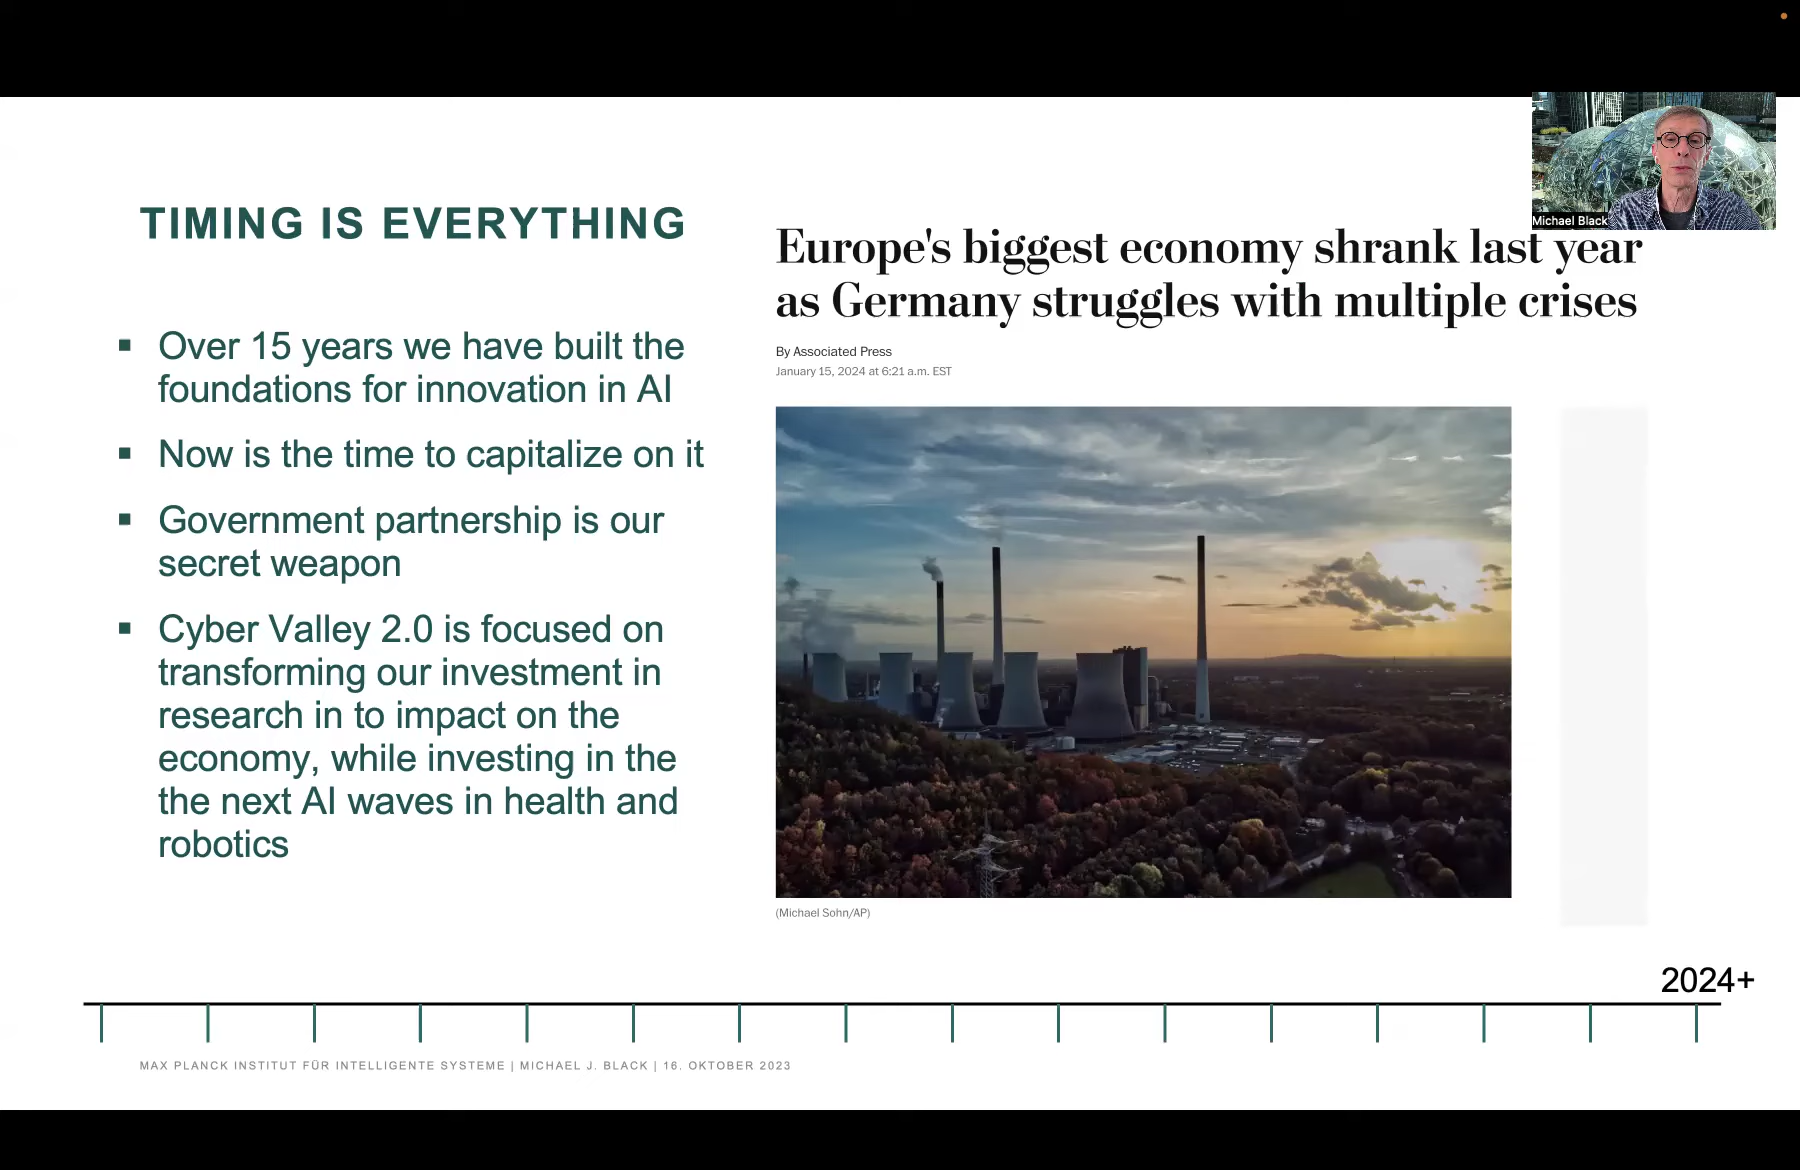 Michael Black
TIMING IS EVERYTHING
▪ Over 15 years we have built the
foundations for innovation in AI
▪ Now is the time to capitalize on it
▪ Government partnership is our
secret weapon
▪ Cyber Valley 2.0 is focused on
transforming our investment in
research in to impact on the
economy, while investing in the
the next AI waves in health and
robotics
Europe's biggest economy shrank last year
as Germany struggles with multiple crises
By Associated Press
January 15, 2024 at 6:21 a.m. EST
(Michael Sohn/AP)
2024+
MAX PLANCK INSTITUT FÜR INTELLIGENTE SYSTEME | MICHAEL J. BLACK | 16. OKTOBER 2023